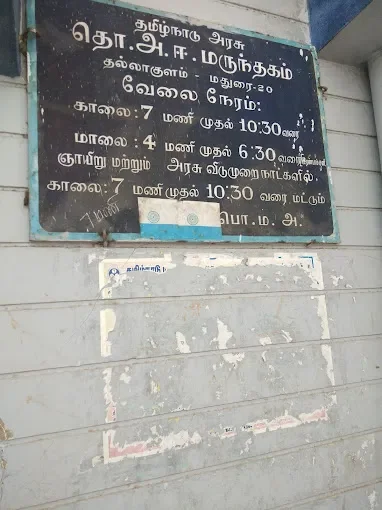 தமிழ்நாடு அரசு
தொ.அ.ஈ. மருந்தகம்
தல்லாகுளம் - மதுரை-20
வேலை நேரம்:
காலை: 7 மணி முதல் 10:30 வரை
மாலை: 4 மணி முதல் 6:30 வரை
ஞாயிறு மற்றும் அரசு விடுமுறை நாட்களில்
காலை: 7 மணி முதல் 10:30 வரை மட்டும்
பொ. ம. அ.
தமிழ்நாடு